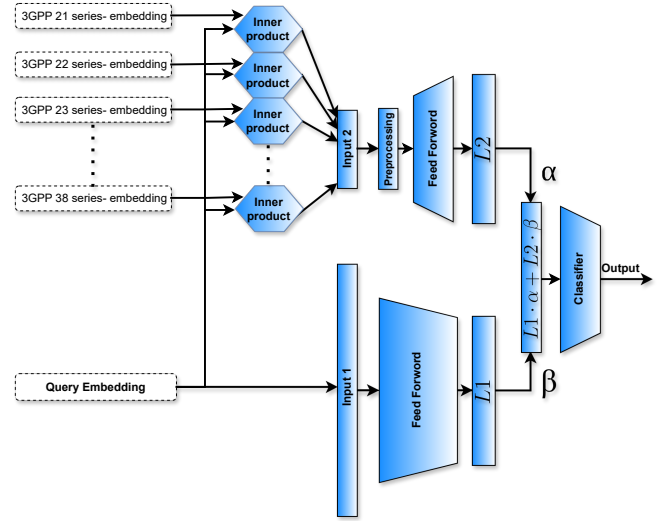 3GPP 21 series- embedding
Inner
product
3GPP 22 series- embedding
Inner
product
3GPP 23 series- embedding
Inner
product
3GPP 38 series- embedding
Inner
product
Input 2
Preprocessing
Feed Forword
L2
α
L1 · α + L2 · β
Classifier
Output
Query Embedding
Input 1
Feed Forword
L1
β